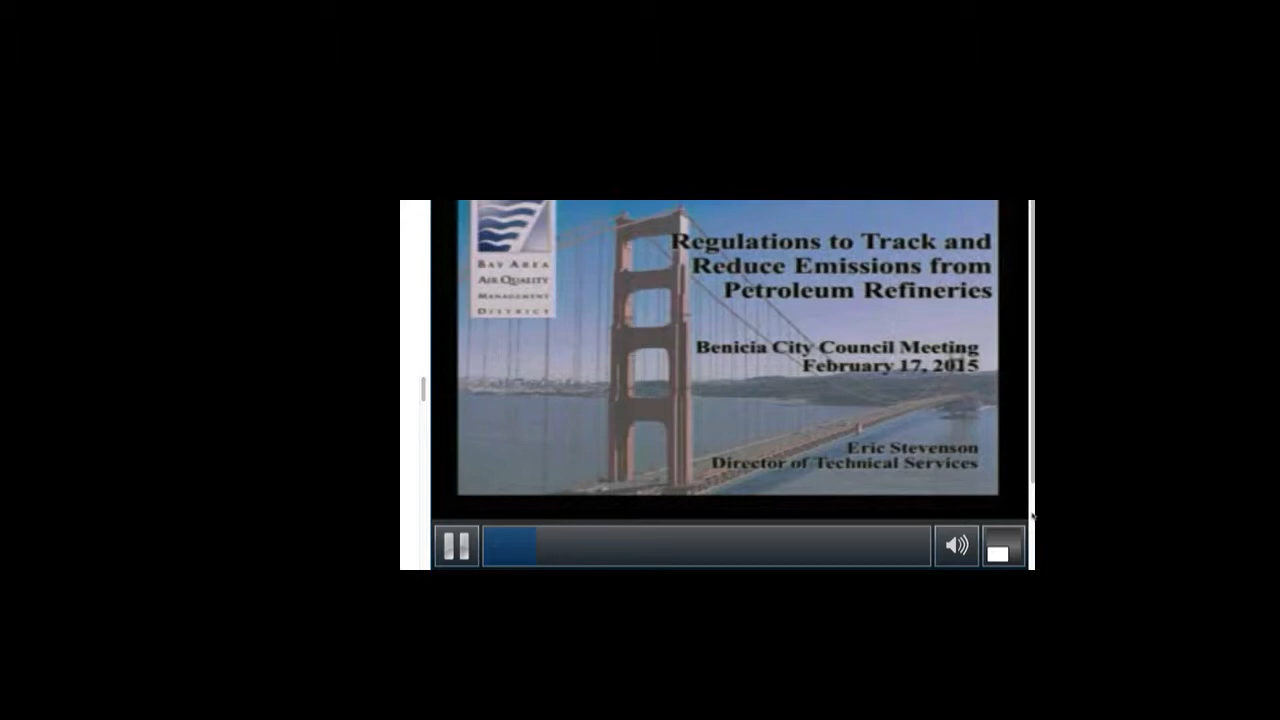 BAY AREA
AIR QUALITY
MANAGEMENT
DISTRICT
Regulations to Track and
Reduce Emissions from
Petroleum Refineries
Benicia City Council Meeting
February 17, 2015
Eric Stevenson
Director of Technical Services